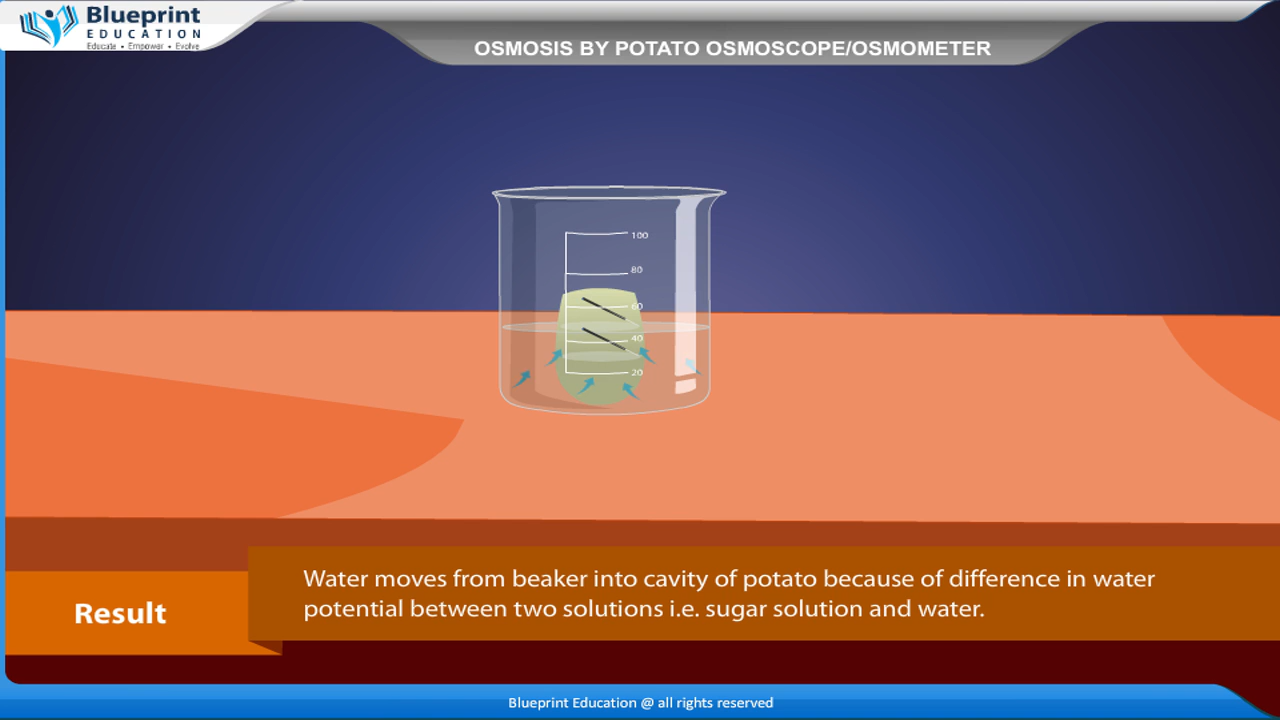 Blueprint
EDUCATION
Educate • Empower • Evolve
OSMOSIS BY POTATO OSMOSCOPE/OSMOMETER
100
80
60
40
20
Result
Water moves from beaker into cavity of potato because of difference in water
potential between two solutions i.e. sugar solution and water.
Blueprint Education @ all rights reserved